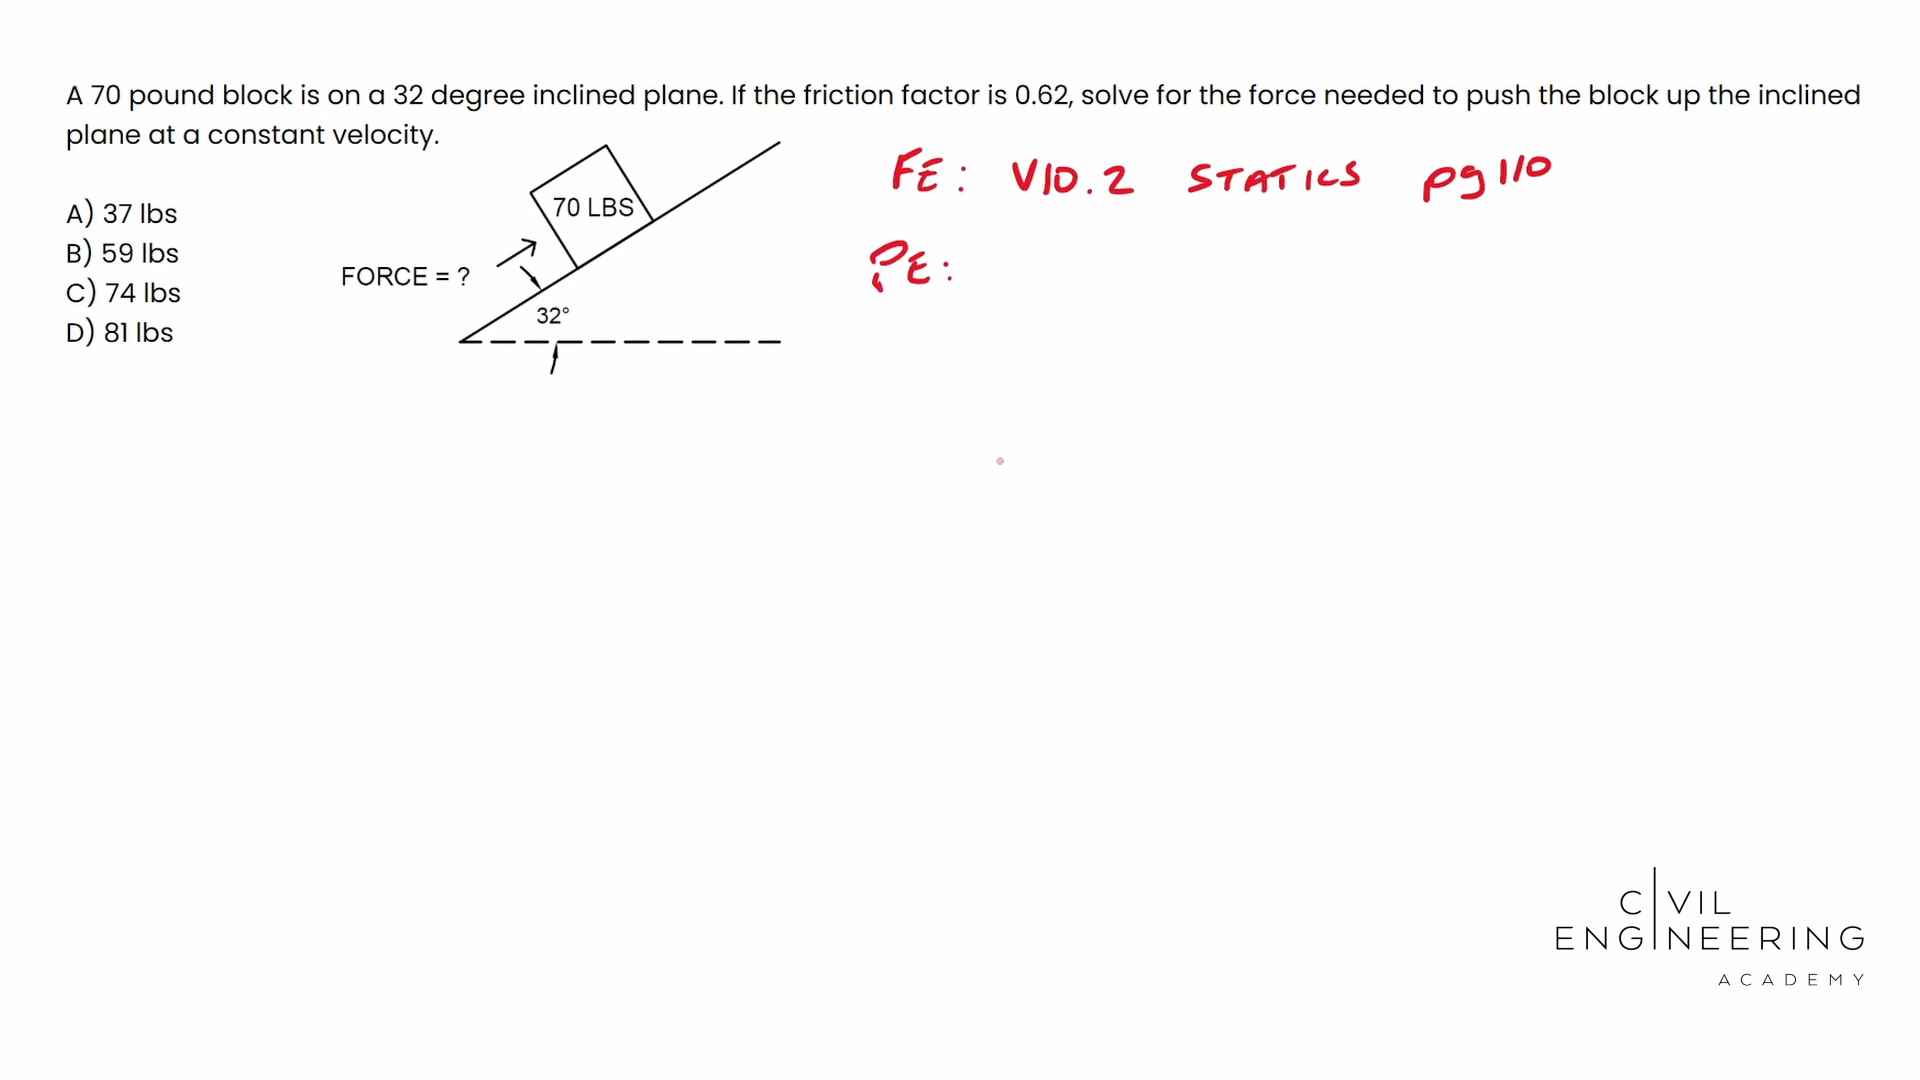 A 70 pound block is on a 32 degree inclined plane. If the friction factor is 0.62, solve for the force needed to push the block up the inclined
plane at a constant velocity.
FE: V10.2 STATICS pg 110
A) 37 lbs
70 LBS
B) 59 lbs
PE:
FORCE = ?
C) 74 lbs
32°
D) 81 lbs
CIVIL
ENGINEERING
ACADEMY